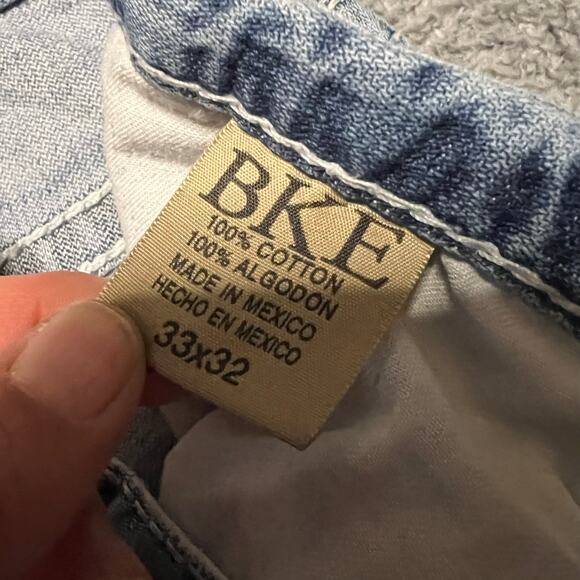 BKE
100% COTTON
100% ALGODON
MADE IN MEXICO
HECHO EN MEXICO
33x32